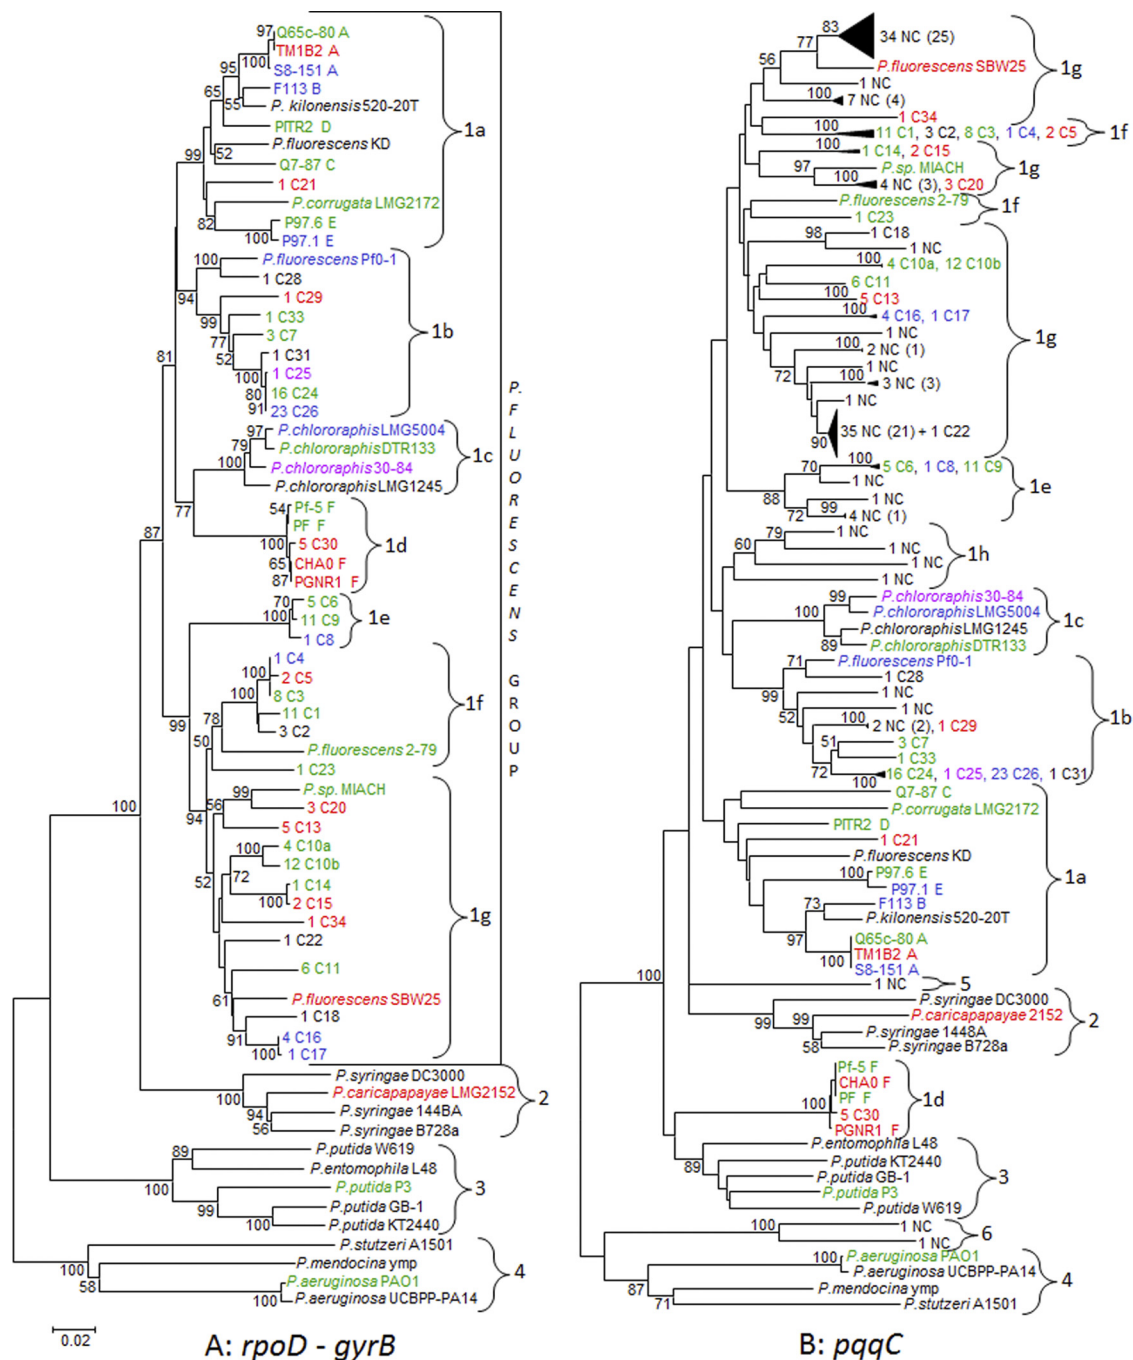 97
Q65c-80 A
TM1B2 A
100
S8-151 A
95
F113 B
65
55
P. kilonensis 520-20T
PITR2 D
1a
P.fluorescens KD
99
52
Q7-87 C
1 C21
P.corrugata LMG2172
82
P97.6 E
100
P97.1 E
P.fluorescens Pf0-1
1 C28
94
1 C29
99
1 C33
77
3 C7
1b
52
1 C31
81
100
1 C25
80
16 C24
91
23 C26
97
P.chlororaphis LMG5004
79
P.chlororaphis DTR133
1c
100
P.chlororaphis 30-84
P.chlororaphis LMG1245
77
54
Pf-5 F
PF F
87
100
5 C30
1d
65
CHA0 F
87
PGNR1 F
70
5 C6
100
11 C9
1e
1 C8
1 C4
100
2 C5
8 C3
99
100
11 C1
1f
78
3 C2
50
P.fluorescens 2-79
1 C23
P.sp. MIACH
100
99
56
3 C20
94
5 C13
4 C10a
100
12 C10b
52
72
1 C14
100
2 C15
1g
1 C34
1 C22
6 C11
61
P.fluorescens SBW25
1 C18
91
4 C16
100
1 C17
P. FLUORESCENS GROUP
P.syringae DC3000
100
P.caricapapayae LMG2152
2
94
P.syringae 144BA
56
P.syringae B728a
89
P.putida W619
P.entomophila L48
100
P.putida P3
3
99
P.putida GB-1
100
P.putida KT2440
P.stutzeri A1501
100
P.mendocina ymp
4
58
P.aeruginosa PAO1
100
P.aeruginosa UCBPP-PA14
0.02
A: rpoD - gyrB
83
34 NC (25)
77
56
P.fluorescens SBW25
1g
1 NC
100
7 NC (4)
1 C34
100
11 C1, 3 C2, 8 C3, 1 C4, 2 C5
1f
100
1 C14, 2 C15
97
P.sp. MIACH
1g
100
4 NC (3), 3 C20
P.fluorescens 2-79
1f
1 C23
98
1 C18
1 NC
100
4 C10a, 12 C10b
6 C11
100
5 C13
100
4 C16, 1 C17
1 NC
1g
100
2 NC (1)
1 NC
72
100
3 NC (3)
1 NC
90
35 NC (21) + 1 C22
70
100
5 C6, 1 C8, 11 C9
1 NC
88
1e
1 NC
72
99
4 NC (1)
79
1 NC
60
1 NC
1h
1 NC
1 NC
99
P.chlororaphis 30-84
100
P.chlororaphis LMG5004
1c
P.chlororaphis LMG1245
89
P.chlororaphis DTR133
71
P.fluorescens Pf0-1
1 C28
99
1 NC
52
1 NC
100
2 NC (2), 1 C29
1b
51
3 C7
1 C33
72
16 C24, 1 C25, 23 C26, 1 C31
100
Q7-87 C
P.corrugata LMG2172
PITR2 D
1 C21
P.fluorescens KD
100
P97.6 E
1a
P97.1 E
73
F113 B
P.kilonensis 520-20T
97
Q65c-80 A
100
TM1B2 A
S8-151 A
100
1 NC
5
P.syringae DC3000
99
99
P.caricapapayae 2152
2
P.syringae 1448A
58
P.syringae B728a
Pf-5 F
CHA0 F
100
PF F
1d
5 C30
PGNR1 F
P.entomophila L48
89
P.putida KT2440
P.putida GB-1
3
P.putida P3
P.putida W619
100
1 NC
6
1 NC
100
P.aeruginosa PAO1
P.aeruginosa UCBPP-PA14
87
P.mendocina ymp
4
71
P.stutzeri A1501
B: pqqC